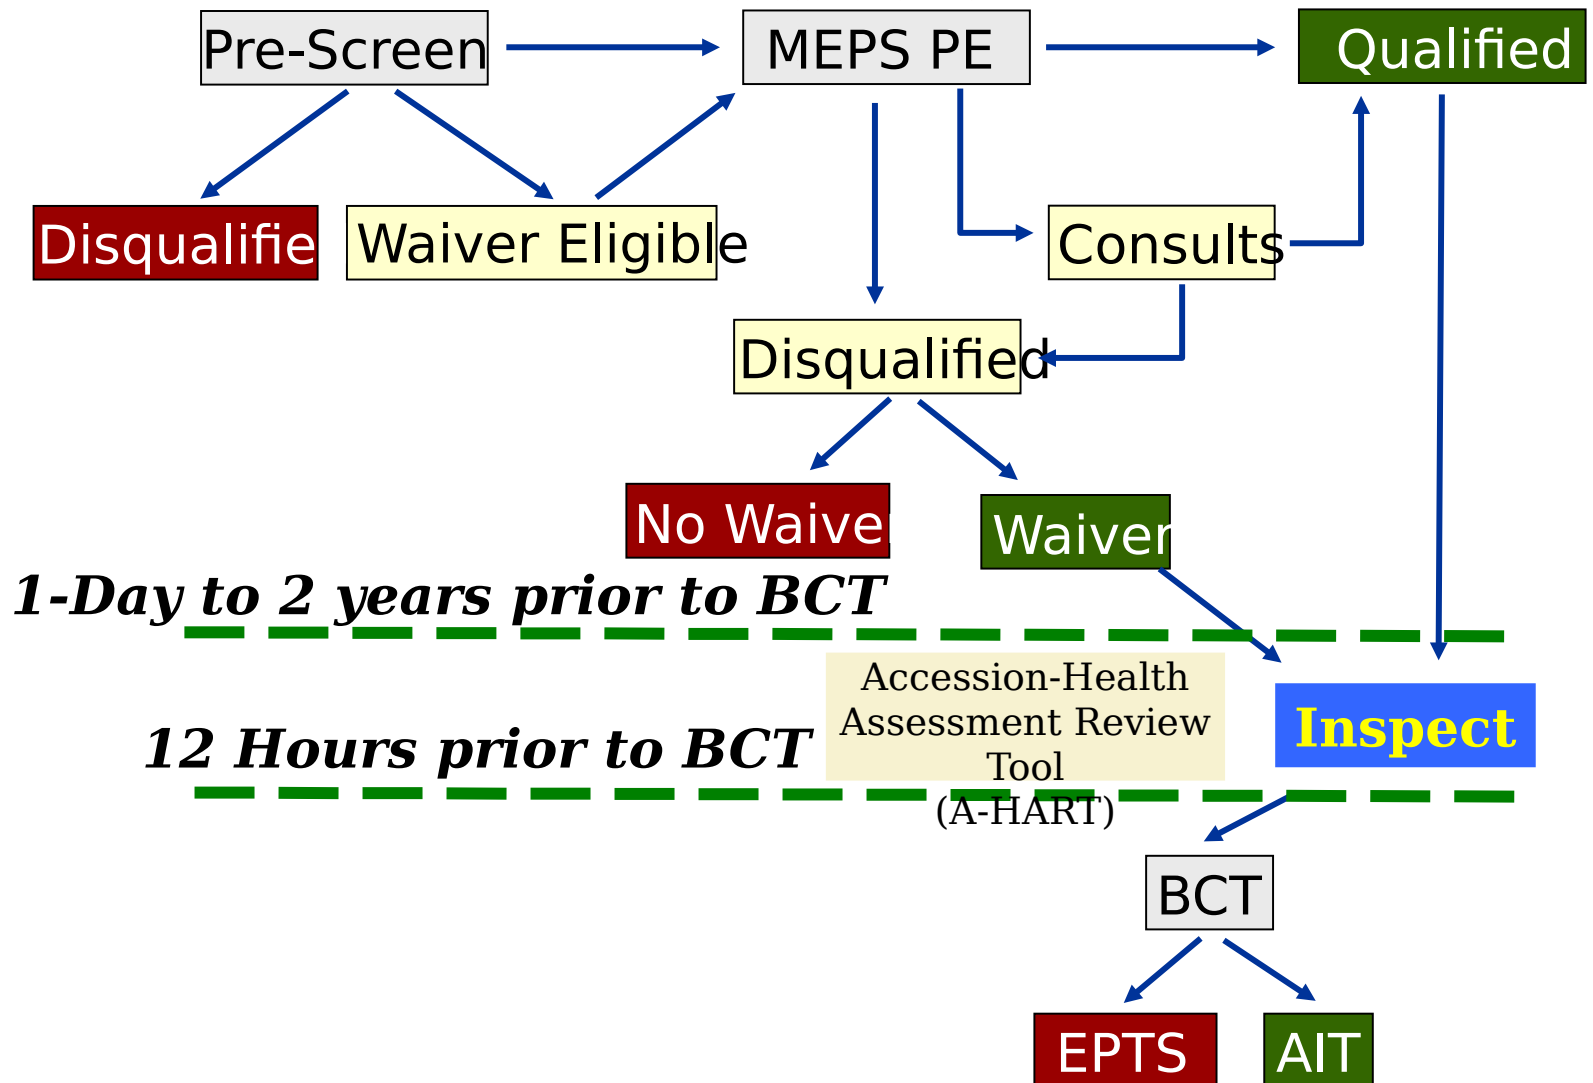 Pre-Screen
MEPS PE
Qualified
Disqualifie
Waiver Eligible
Consults
Disqualified
No Waive
Waiver
1-Day to 2 years prior to BCT
Accession-Health
Assessment Review
Tool
(A-HART)
Inspect
12 Hours prior to BCT
BCT
EPTS
AIT